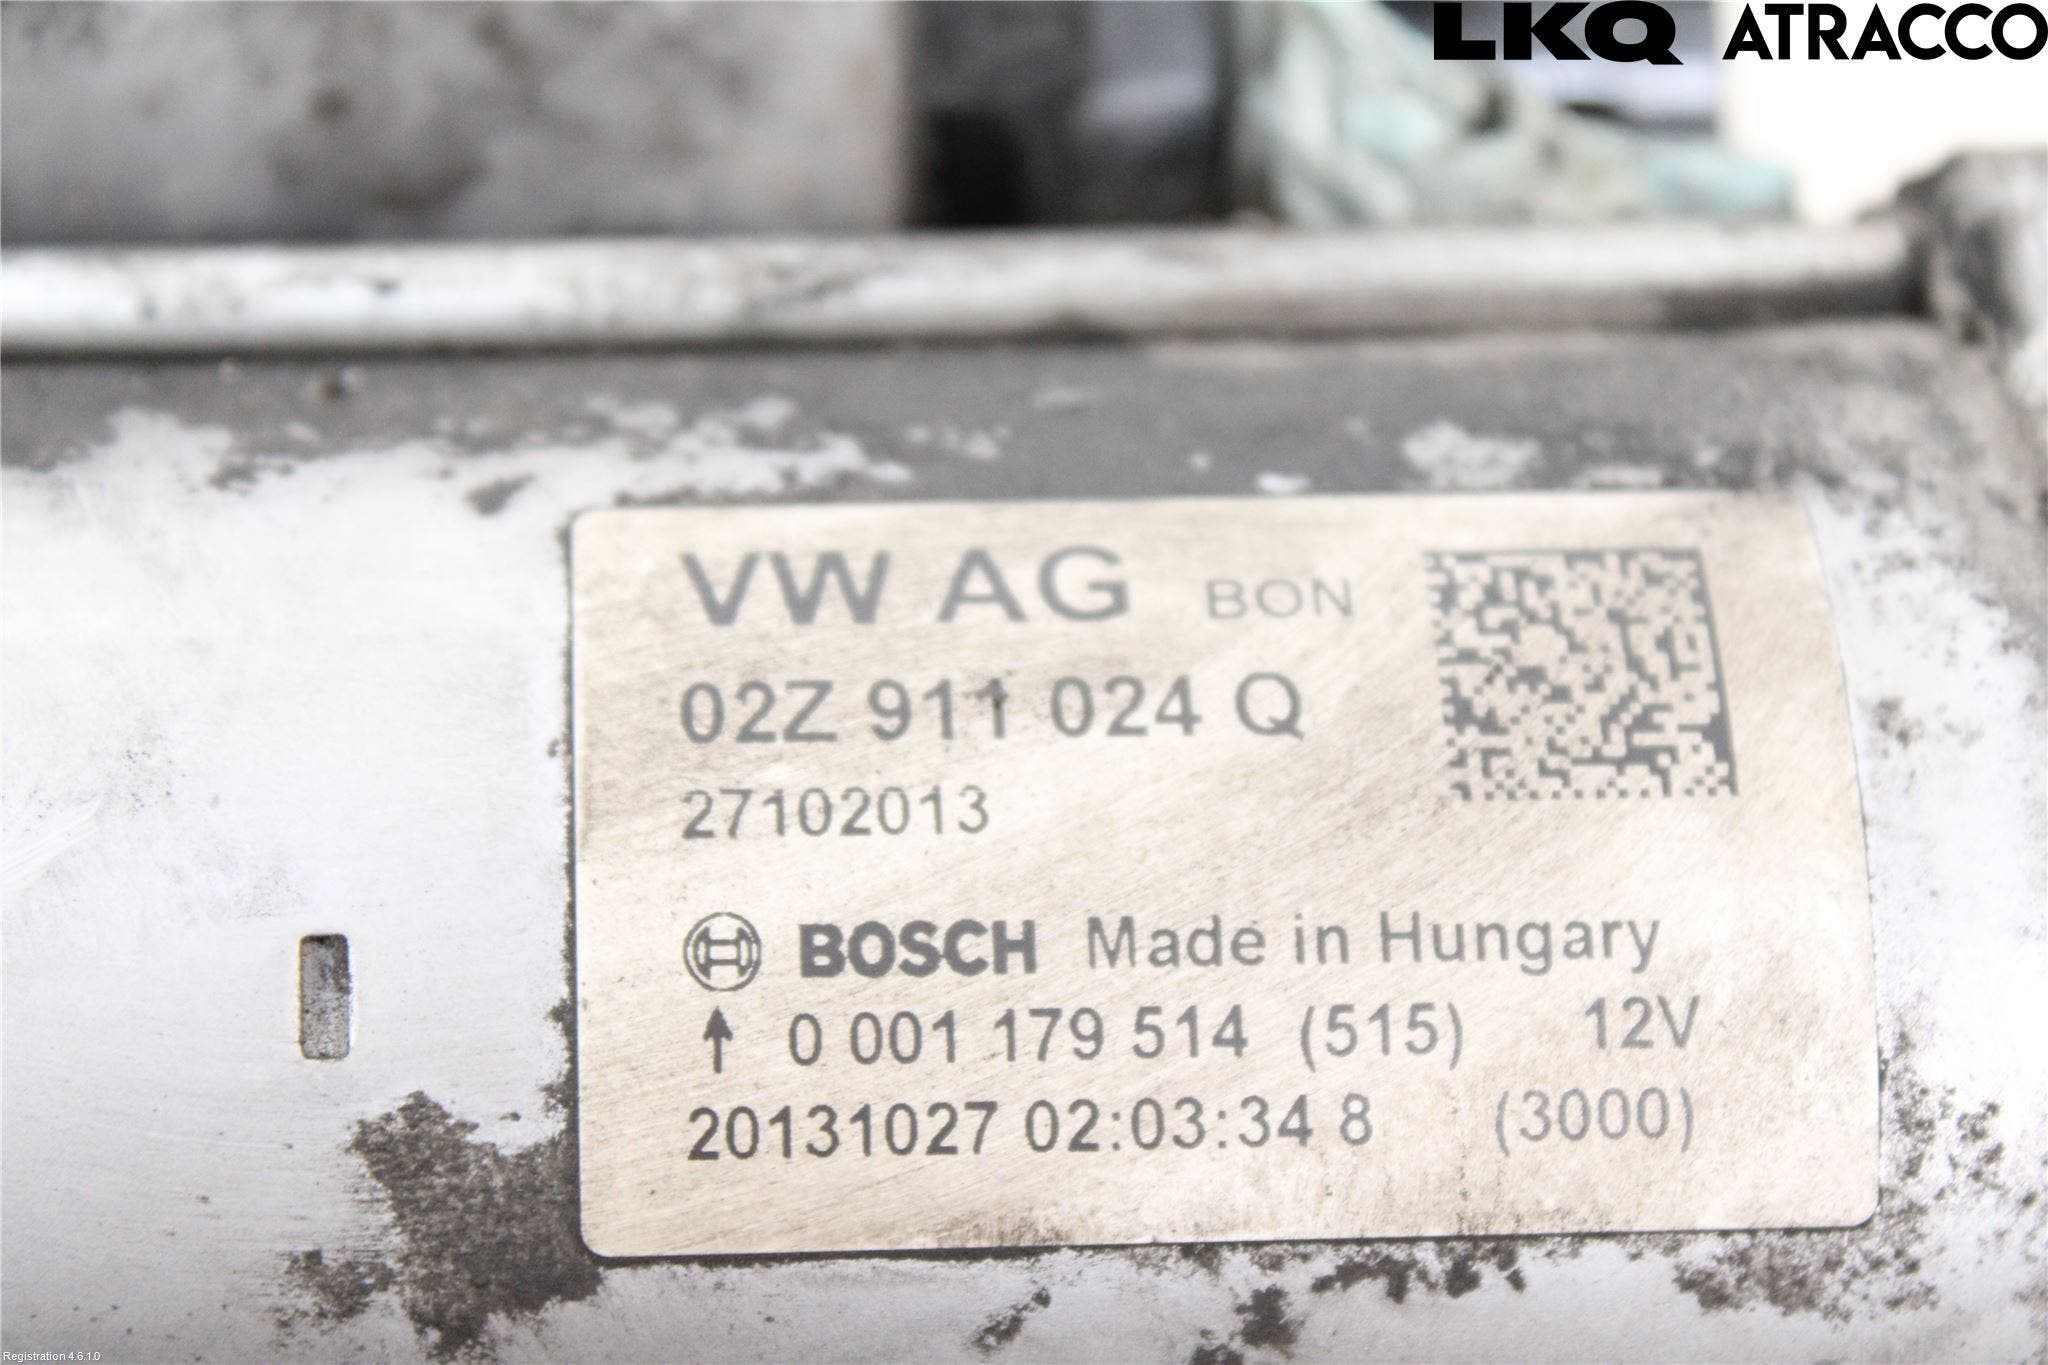 LKQ ATRACCO
VW AG BON
02Z 911 024 Q
27102013
BOSCH Made in Hungary
0 001 179 514 (515) 12V
20131027 02:03:34 8 (3000)
Registration 4.6.1.0